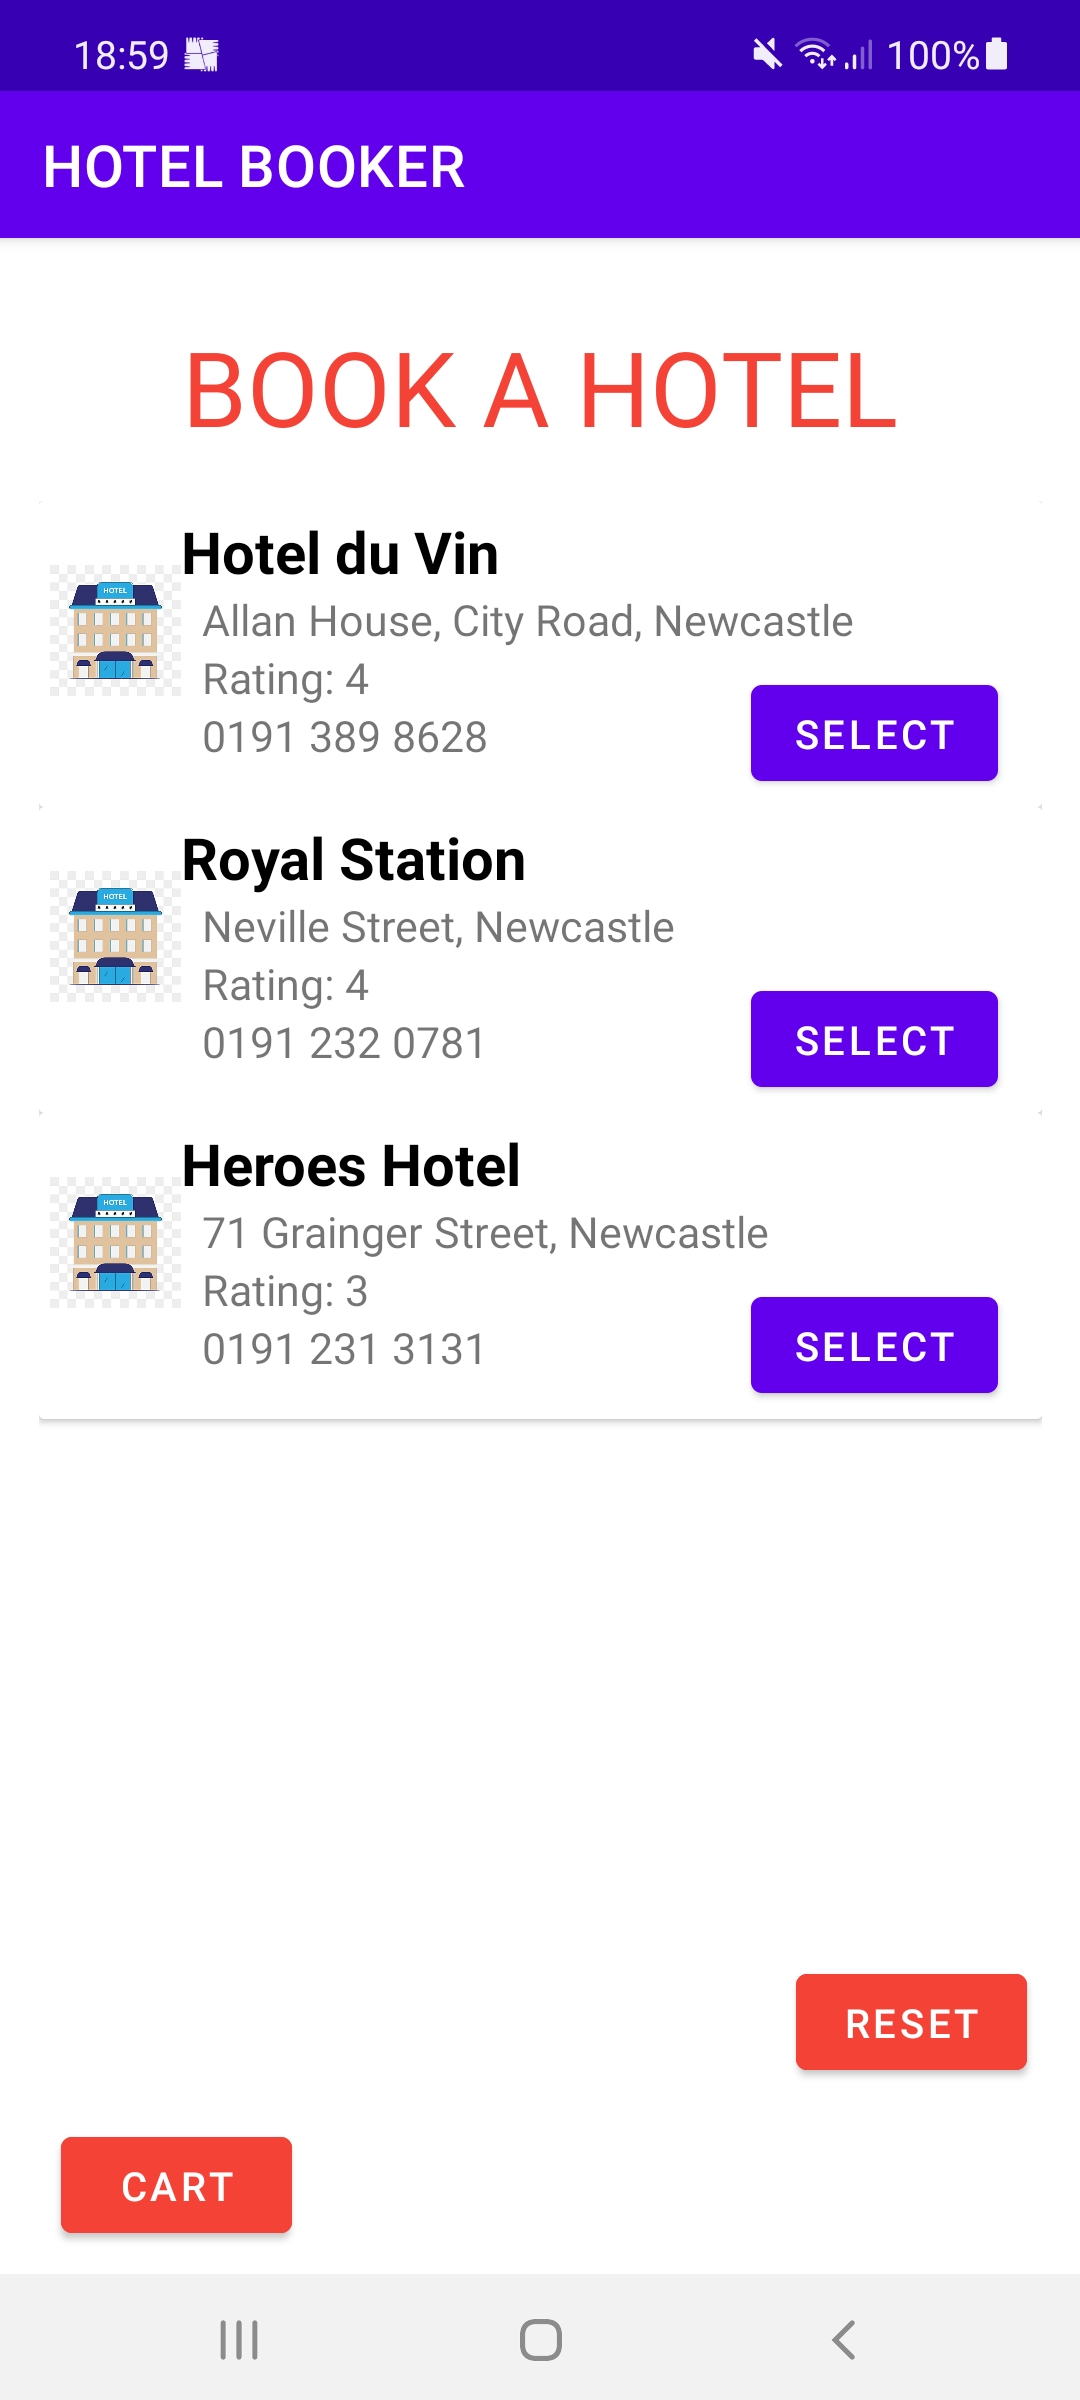 18:59 100%
HOTEL BOOKER
BOOK A HOTEL
HOTEL
Hotel du Vin
Allan House, City Road, Newcastle
Rating: 4
0191 389 8628
SELECT
HOTEL
Royal Station
Neville Street, Newcastle
Rating: 4
0191 232 0781
SELECT
HOTEL
Heroes Hotel
71 Grainger Street, Newcastle
Rating: 3
0191 231 3131
SELECT
RESET
CART